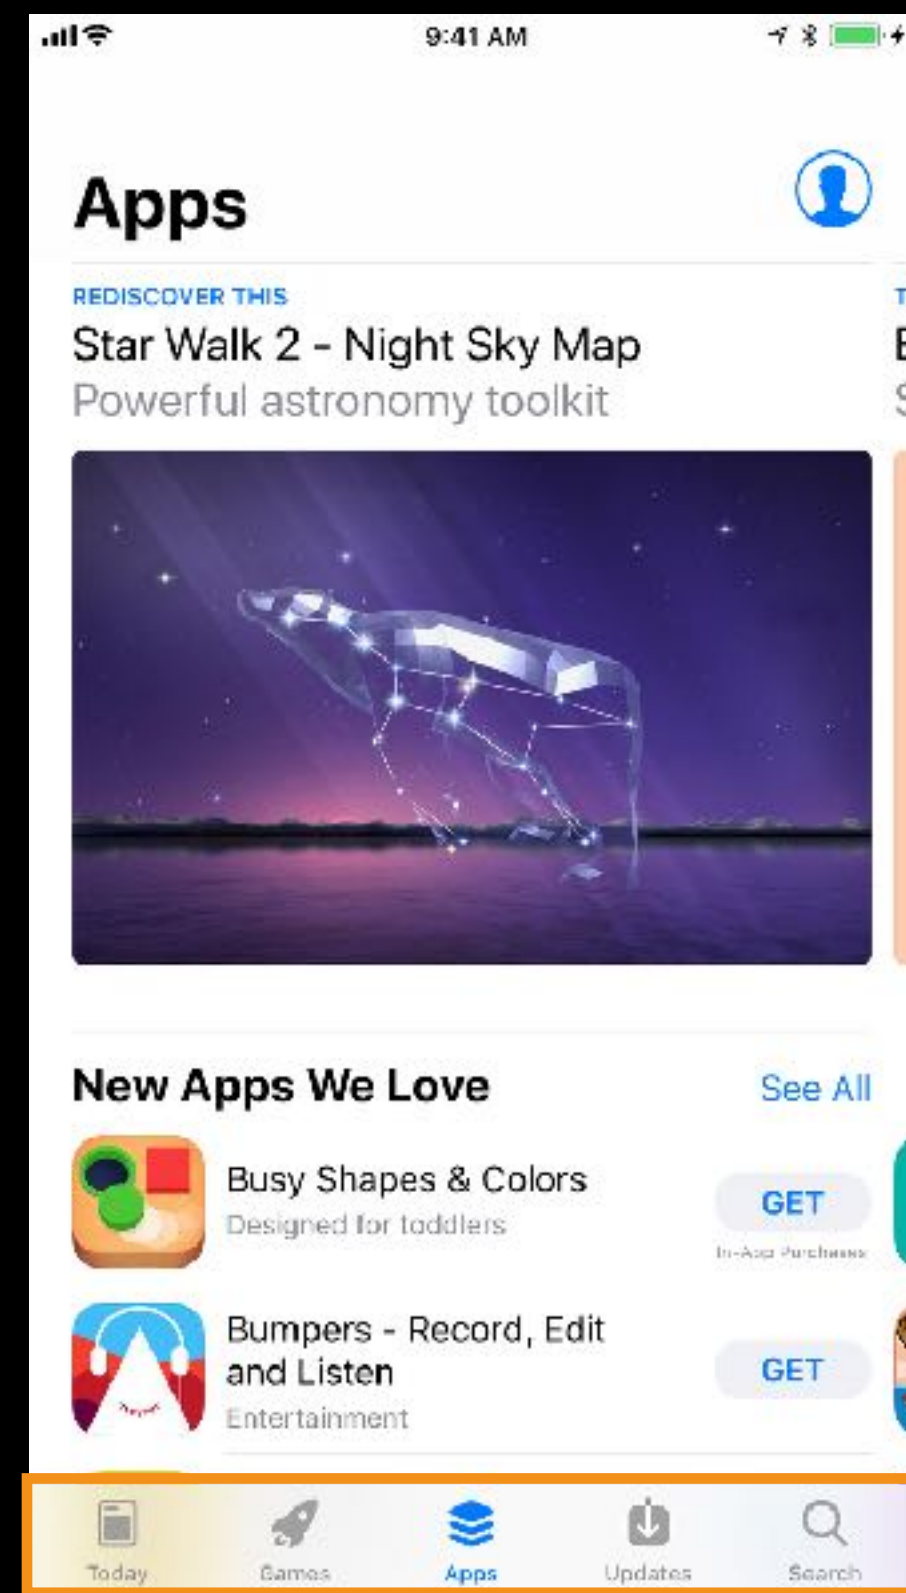 9:41 AM
Apps
REDISCOVER THIS
Star Walk 2 - Night Sky Map
Powerful astronomy toolkit
New Apps We Love
See All
Busy Shapes & Colors
Designed for toddlers
GET
In-App Purchases
Bumpers - Record, Edit
and Listen
Entertainment
GET
Today
Games
Apps
Updates
Search